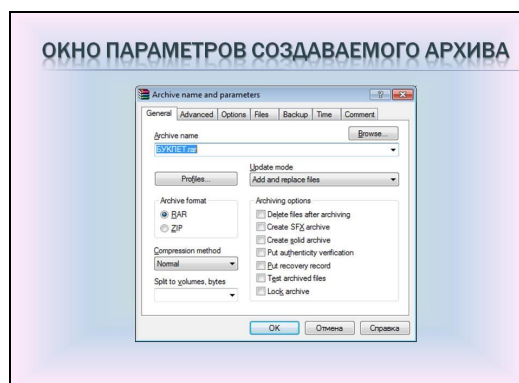 ОКНО ПАРАМЕТРОВ СОЗДАВАЕМОГО АРХИВА
Archive name and parameters
General Advanced Options Files Backup Time Comment
Archive name
Browse...
БУКПЕТ.rar
Profiles...
Update mode
Add and replace files
Archive format
RAR
ZIP
Compression method
Normal
Split to volumes, bytes
Archiving options
Delete files after archiving
Create SFX archive
Create solid archive
Put authenticity verification
Put recovery record
Test archived files
Lock archive
OK Отмена Справка